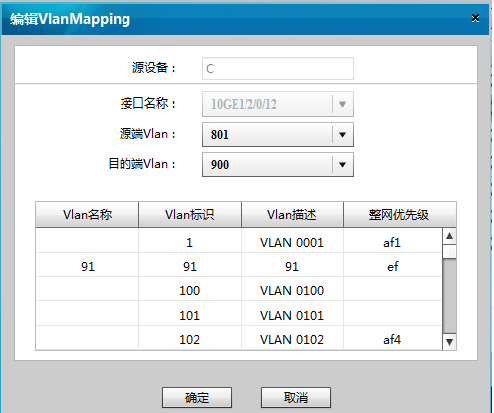 编辑VlanMapping
源设备： C
接口名称： 10GE1/2/0/12
源端Vlan： 801
目的端Vlan： 900
Vlan名称 Vlan标识 Vlan描述 整网优先级
1 VLAN 0001 af1
91 91 91 ef
100 VLAN 0100
101 VLAN 0101
102 VLAN 0102 af4
确定 取消